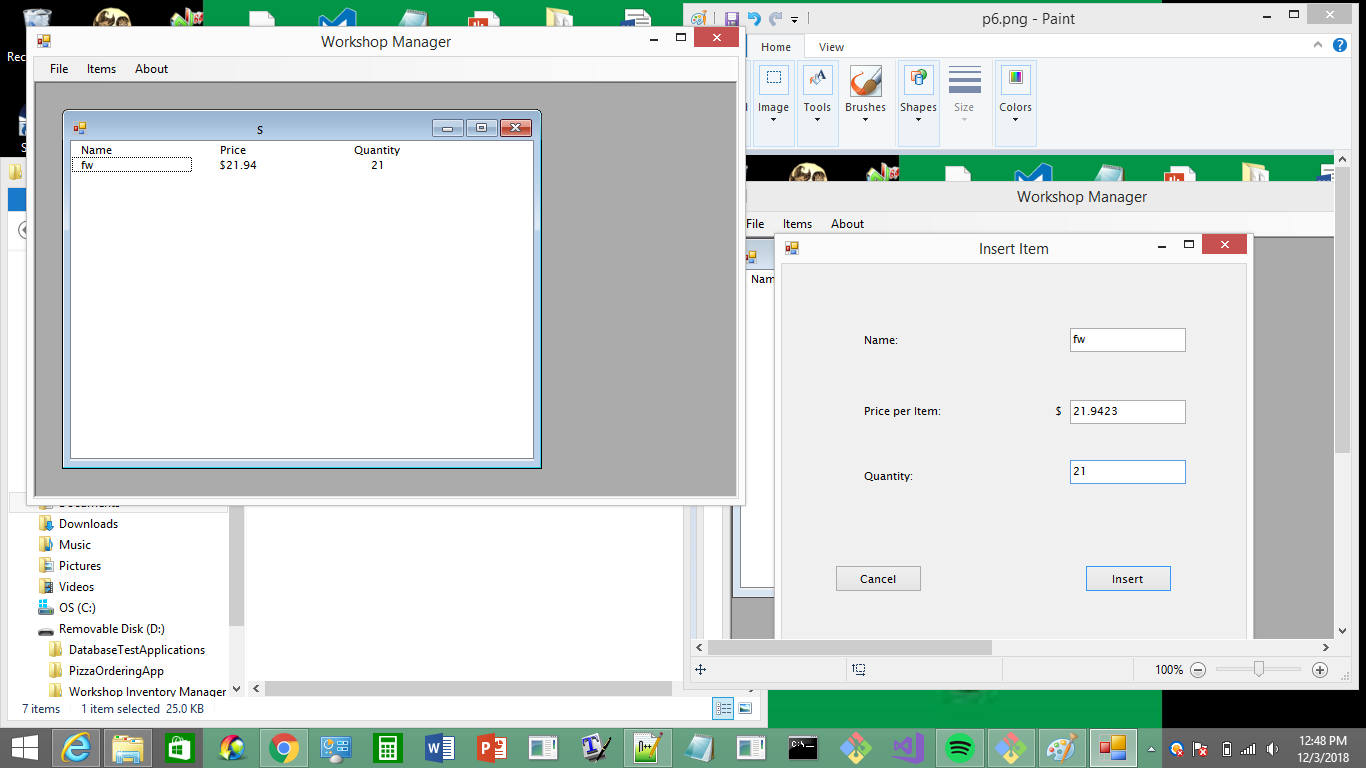 Rec
Workshop Manager
File Items About
s
Name Price Quantity
fw $21.94 21
p6.png - Paint
Home View
Image Tools Brushes Shapes Size Colors
Workshop Manager
File Items About
Nam
Insert Item
Name: fw
Price per Item: $ 21.9423
Quantity: 21
Cancel Insert
100%
Downloads
Music
Pictures
Videos
OS (C:)
Removable Disk (D:)
DatabaseTestApplications
PizzaOrderingApp
Workshop Inventory Manager
7 items 1 item selected 25.0 KB
12:48 PM
12/3/2018